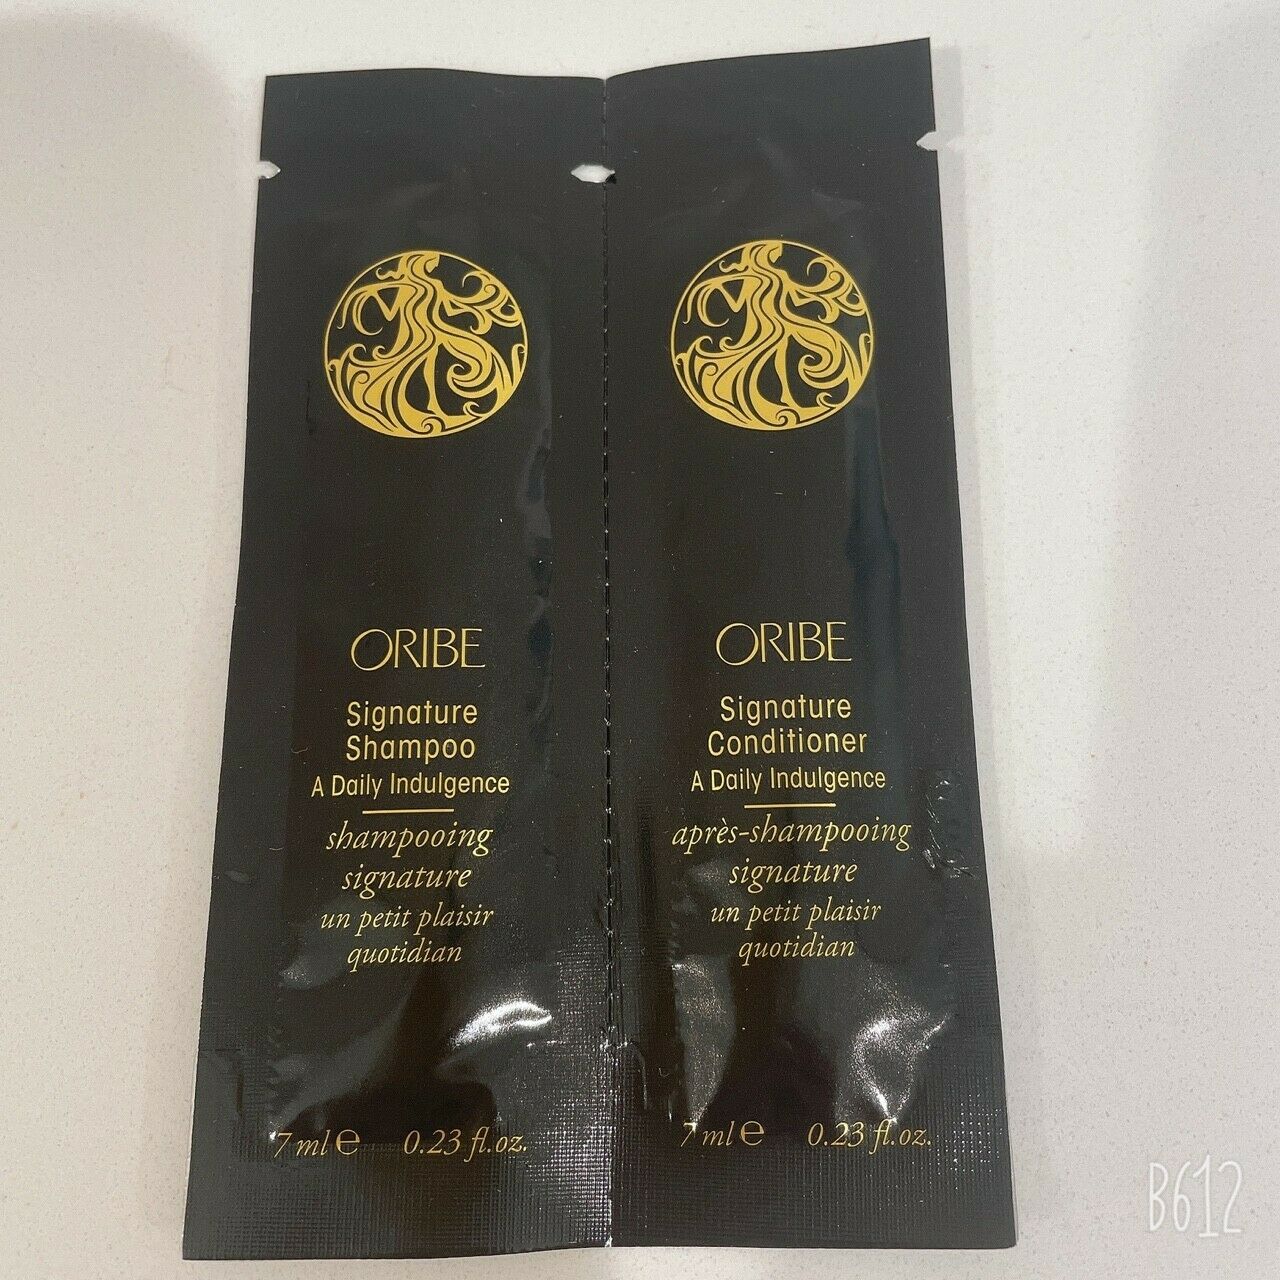 ORIBE
Signature
Shampoo
A Daily Indulgence
shampooing
signature
un petit plaisir
quotidian
7 ml e 0.23 fl.oz.
ORIBE
Signature
Conditioner
A Daily Indulgence
après-shampooing
signature
un petit plaisir
quotidian
7 ml e 0.23 fl.oz.
B612